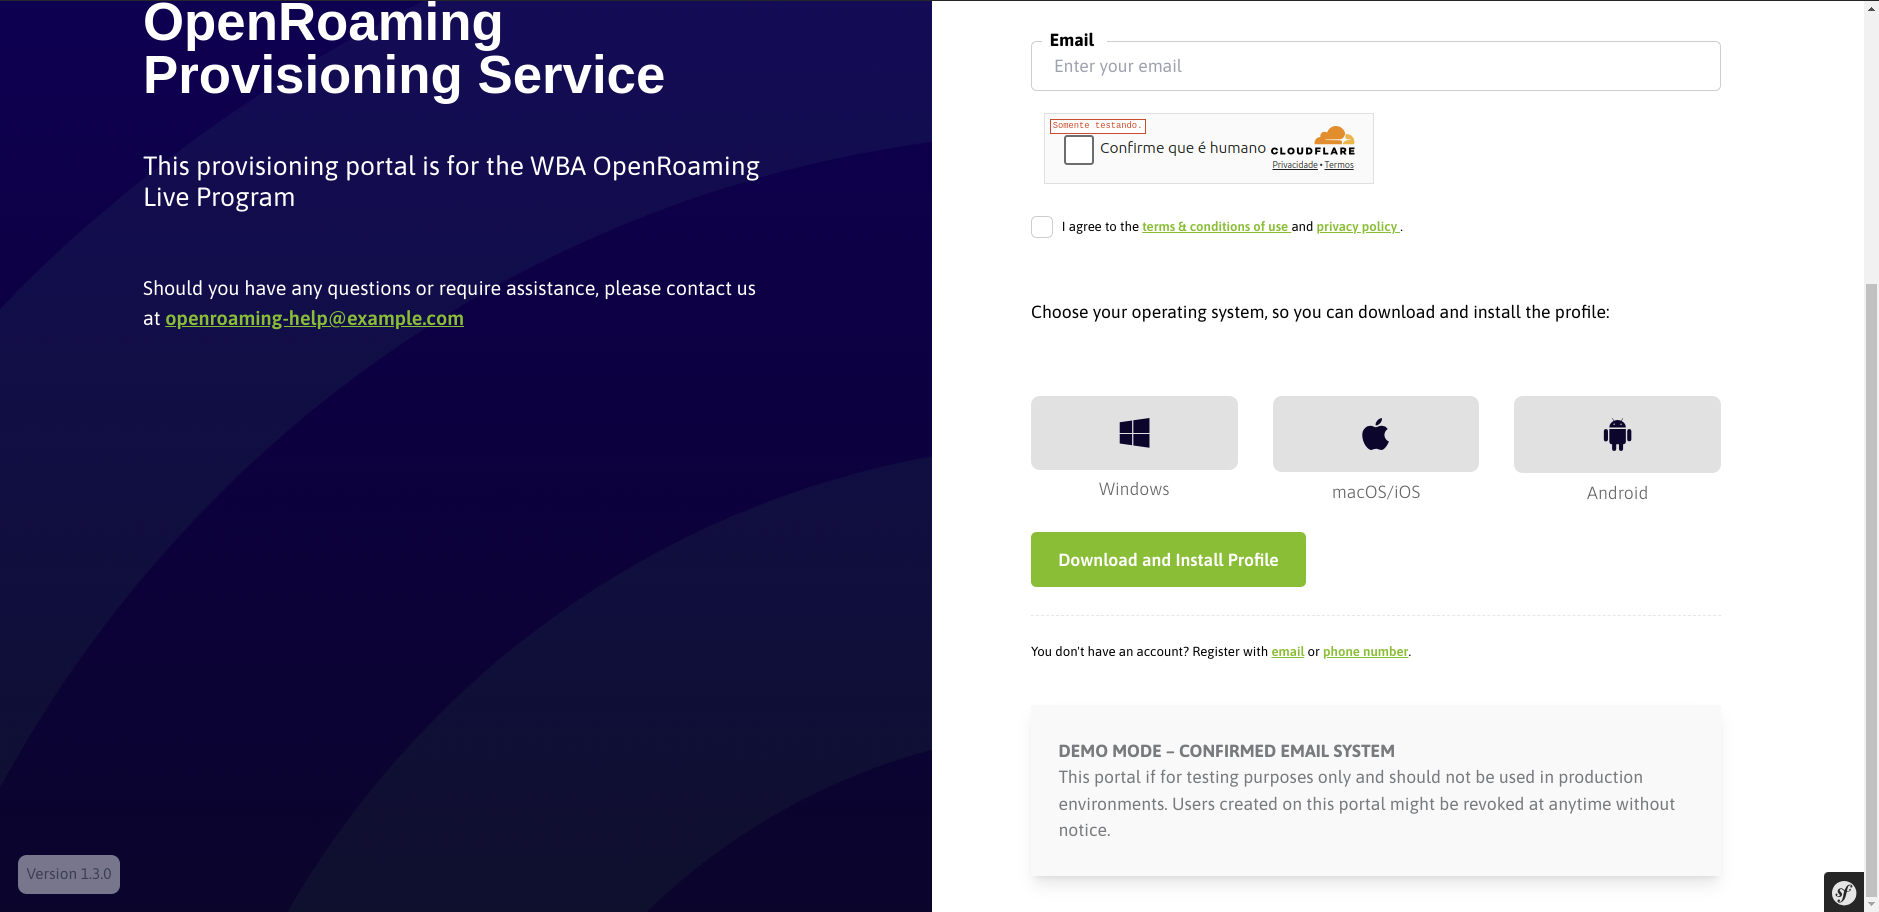 OpenRoaming
Provisioning Service
This provisioning portal is for the WBA OpenRoaming
Live Program
Should you have any questions or require assistance, please contact us
at openroaming-help@example.com
Version 1.3.0
Email
Enter your email
Somente testando.
Confirme que é humano
CLOUDFLARE
Privacidade • Termos
I agree to the terms & conditions of use and privacy policy .
Choose your operating system, so you can download and install the profile:
Windows
macOS/iOS
Android
Download and Install Profile
You don't have an account? Register with email or phone number.
DEMO MODE – CONFIRMED EMAIL SYSTEM
This portal if for testing purposes only and should not be used in production
environments. Users created on this portal might be revoked at anytime without
notice.
sf